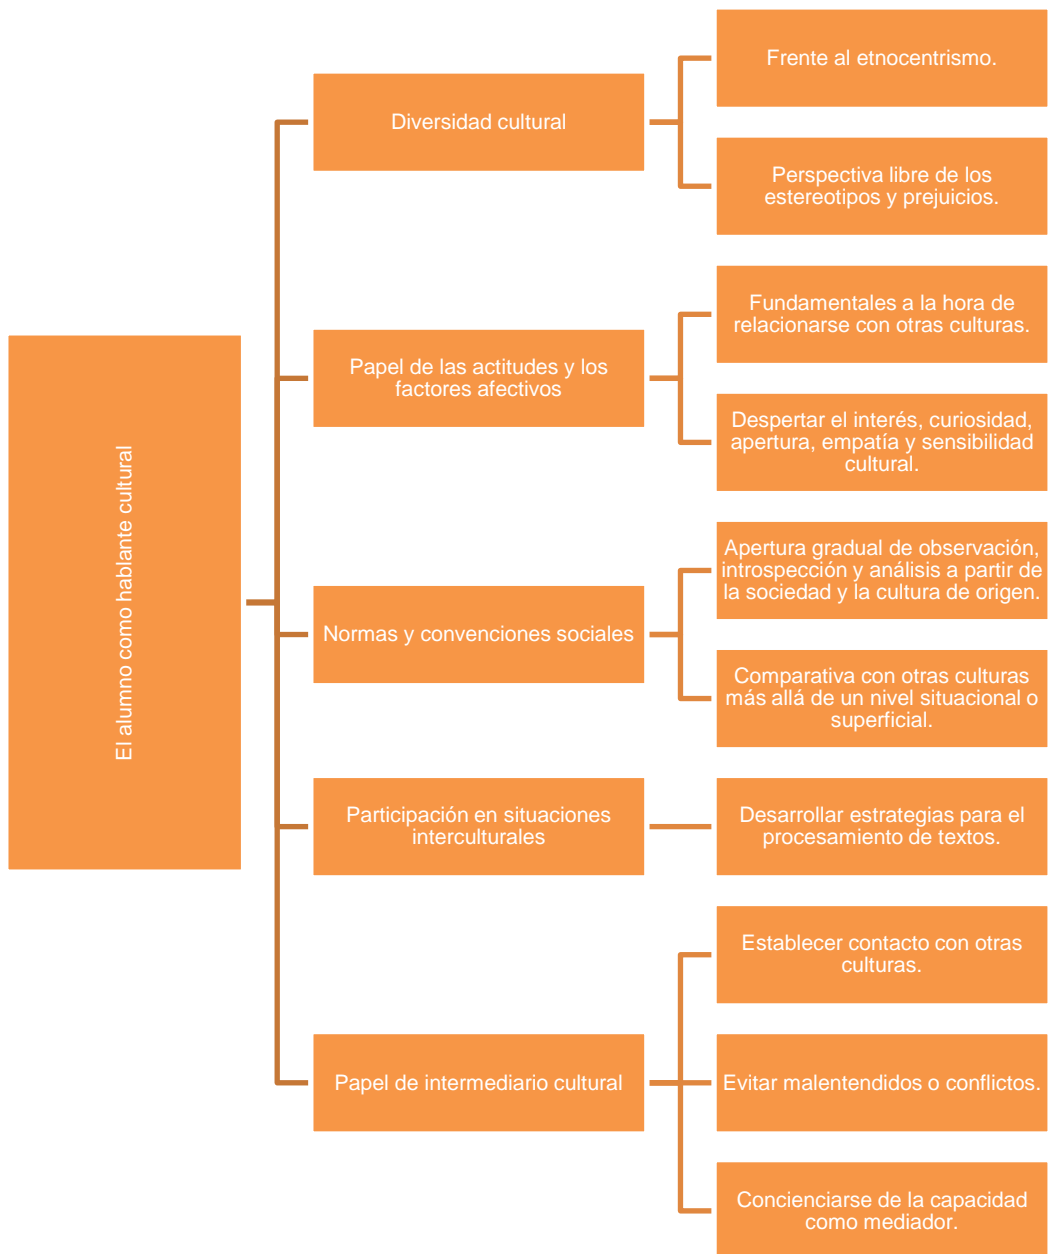 El alumno como hablante cultural
Diversidad cultural
Frente al etnocentrismo.
Perspectiva libre de los
estereotipos y prejuicios.
Papel de las actitudes y los
factores afectivos
Fundamentales a la hora de
relacionarse con otras culturas.
Despertar el interés, curiosidad,
apertura, empatía y sensibilidad
cultural.
Normas y convenciones sociales
Apertura gradual de observación,
introspección y análisis a partir de
la sociedad y la cultura de origen.
Comparativa con otras culturas
más allá de un nivel situacional o
superficial.
Participación en situaciones
interculturales
Desarrollar estrategias para el
procesamiento de textos.
Papel de intermediario cultural
Establecer contacto con otras
culturas.
Evitar malentendidos o conflictos.
Concienciarse de la capacidad
como mediador.